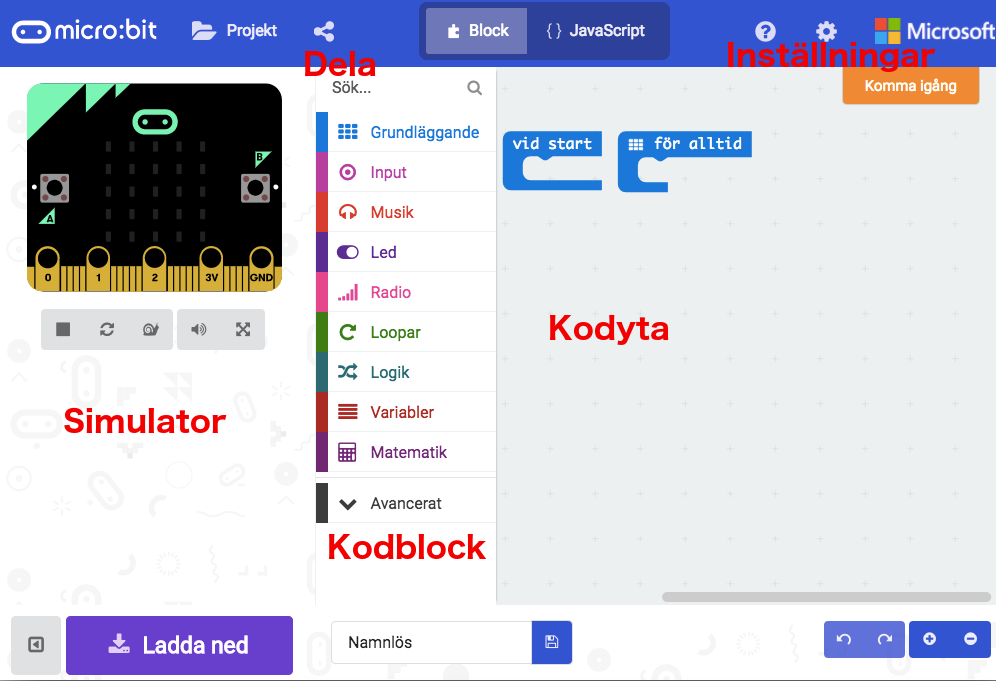 micro:bit
Projekt
Block
{ } JavaScript
?
Microsoft
Dela
Inställningar
Sök...
Komma igång
Grundläggande
Input
Musik
Led
Radio
Loopar
Logik
Variabler
Matematik
Avancerat
vid start
för alltid
B
A
0 1 2 3V GND
Simulator
Kodyta
Kodblock
Ladda ned
Namnlös